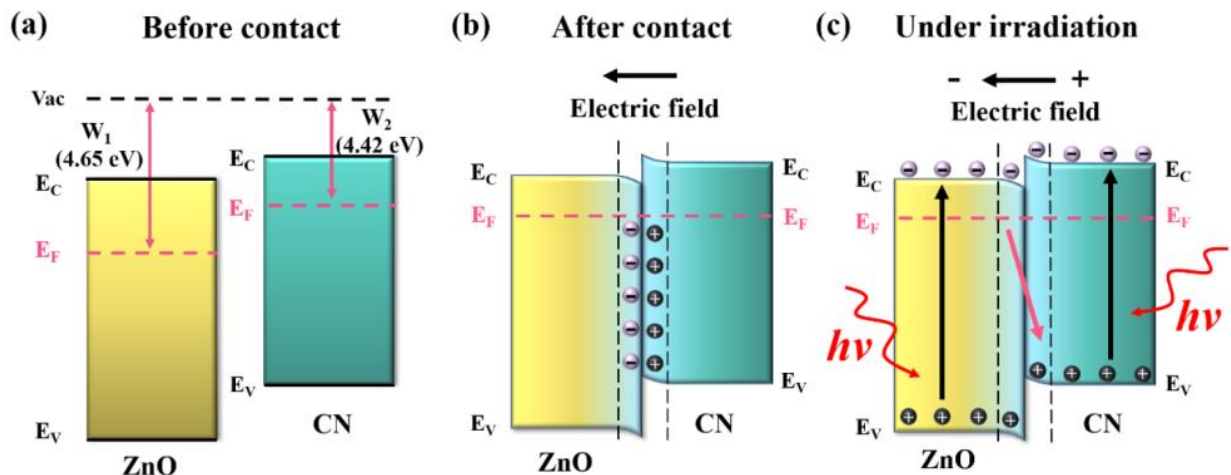 (a) Before contact
Vac
W1
(4.65 eV)
W2
(4.42 eV)
EC
EF
EV
ZnO
EC
EF
EV
CN
(b) After contact
Electric field
EC
EF
EV
ZnO
EC
EF
EV
CN
(c) Under irradiation
- +
Electric field
EC
EF
EV
hν
ZnO
EC
EF
EV
hν
CN